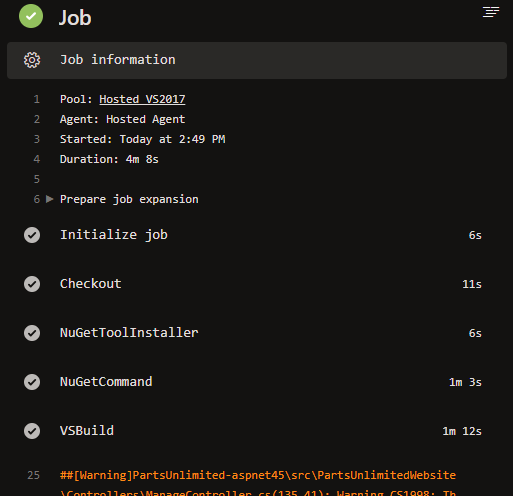 Job
Job information
1 Pool: Hosted VS2017
2 Agent: Hosted Agent
3 Started: Today at 2:49 PM
4 Duration: 4m 8s
5
6 Prepare job expansion
Initialize job 6s
Checkout 11s
NuGetToolInstaller 6s
NuGetCommand 1m 3s
VSBuild 1m 12s
25 ##[Warning]PartsUnlimited-aspnet45\src\PartsUnlimitedWebsite
\Controllers\ManageController.cs(135,41): Warning CS1998: Th